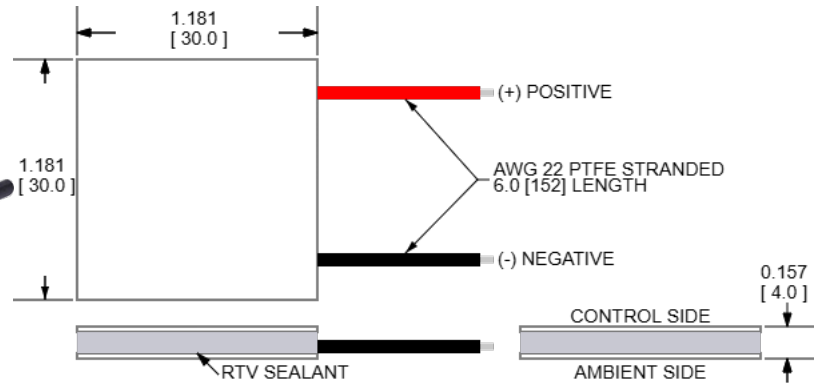 1.181
[ 30.0 ]
(+) POSITIVE
1.181
[ 30.0 ]
AWG 22 PTFE STRANDED
6.0 [152] LENGTH
(-) NEGATIVE
0.157
[ 4.0 ]
CONTROL SIDE
RTV SEALANT
AMBIENT SIDE